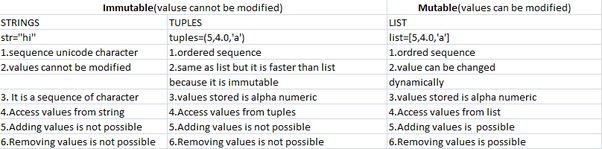 Immutable(valuse cannot be modified) Mutable(values can be modified)
STRINGS TUPLES LIST
str="hi" tuples=(5,4.0,'a') list=[5,4.0,'a']
1.sequence unicode character 1.ordered sequence 1.ordred sequence
2.values cannot be modified 2.same as list but it is faster than list 2.value can be changed
because it is immutable dynamically
3. It is a sequence of character 3.values stored is alpha numeric 3.values stored is alpha numeric
4.Access values from string 4.Access values from tuples 4.Access values from list
5.Adding values is not possible 5.Adding values is not possible 5.Adding values is possible
6.Removing values is not possible 6.Removing values is not possible 6.Removing values is possible